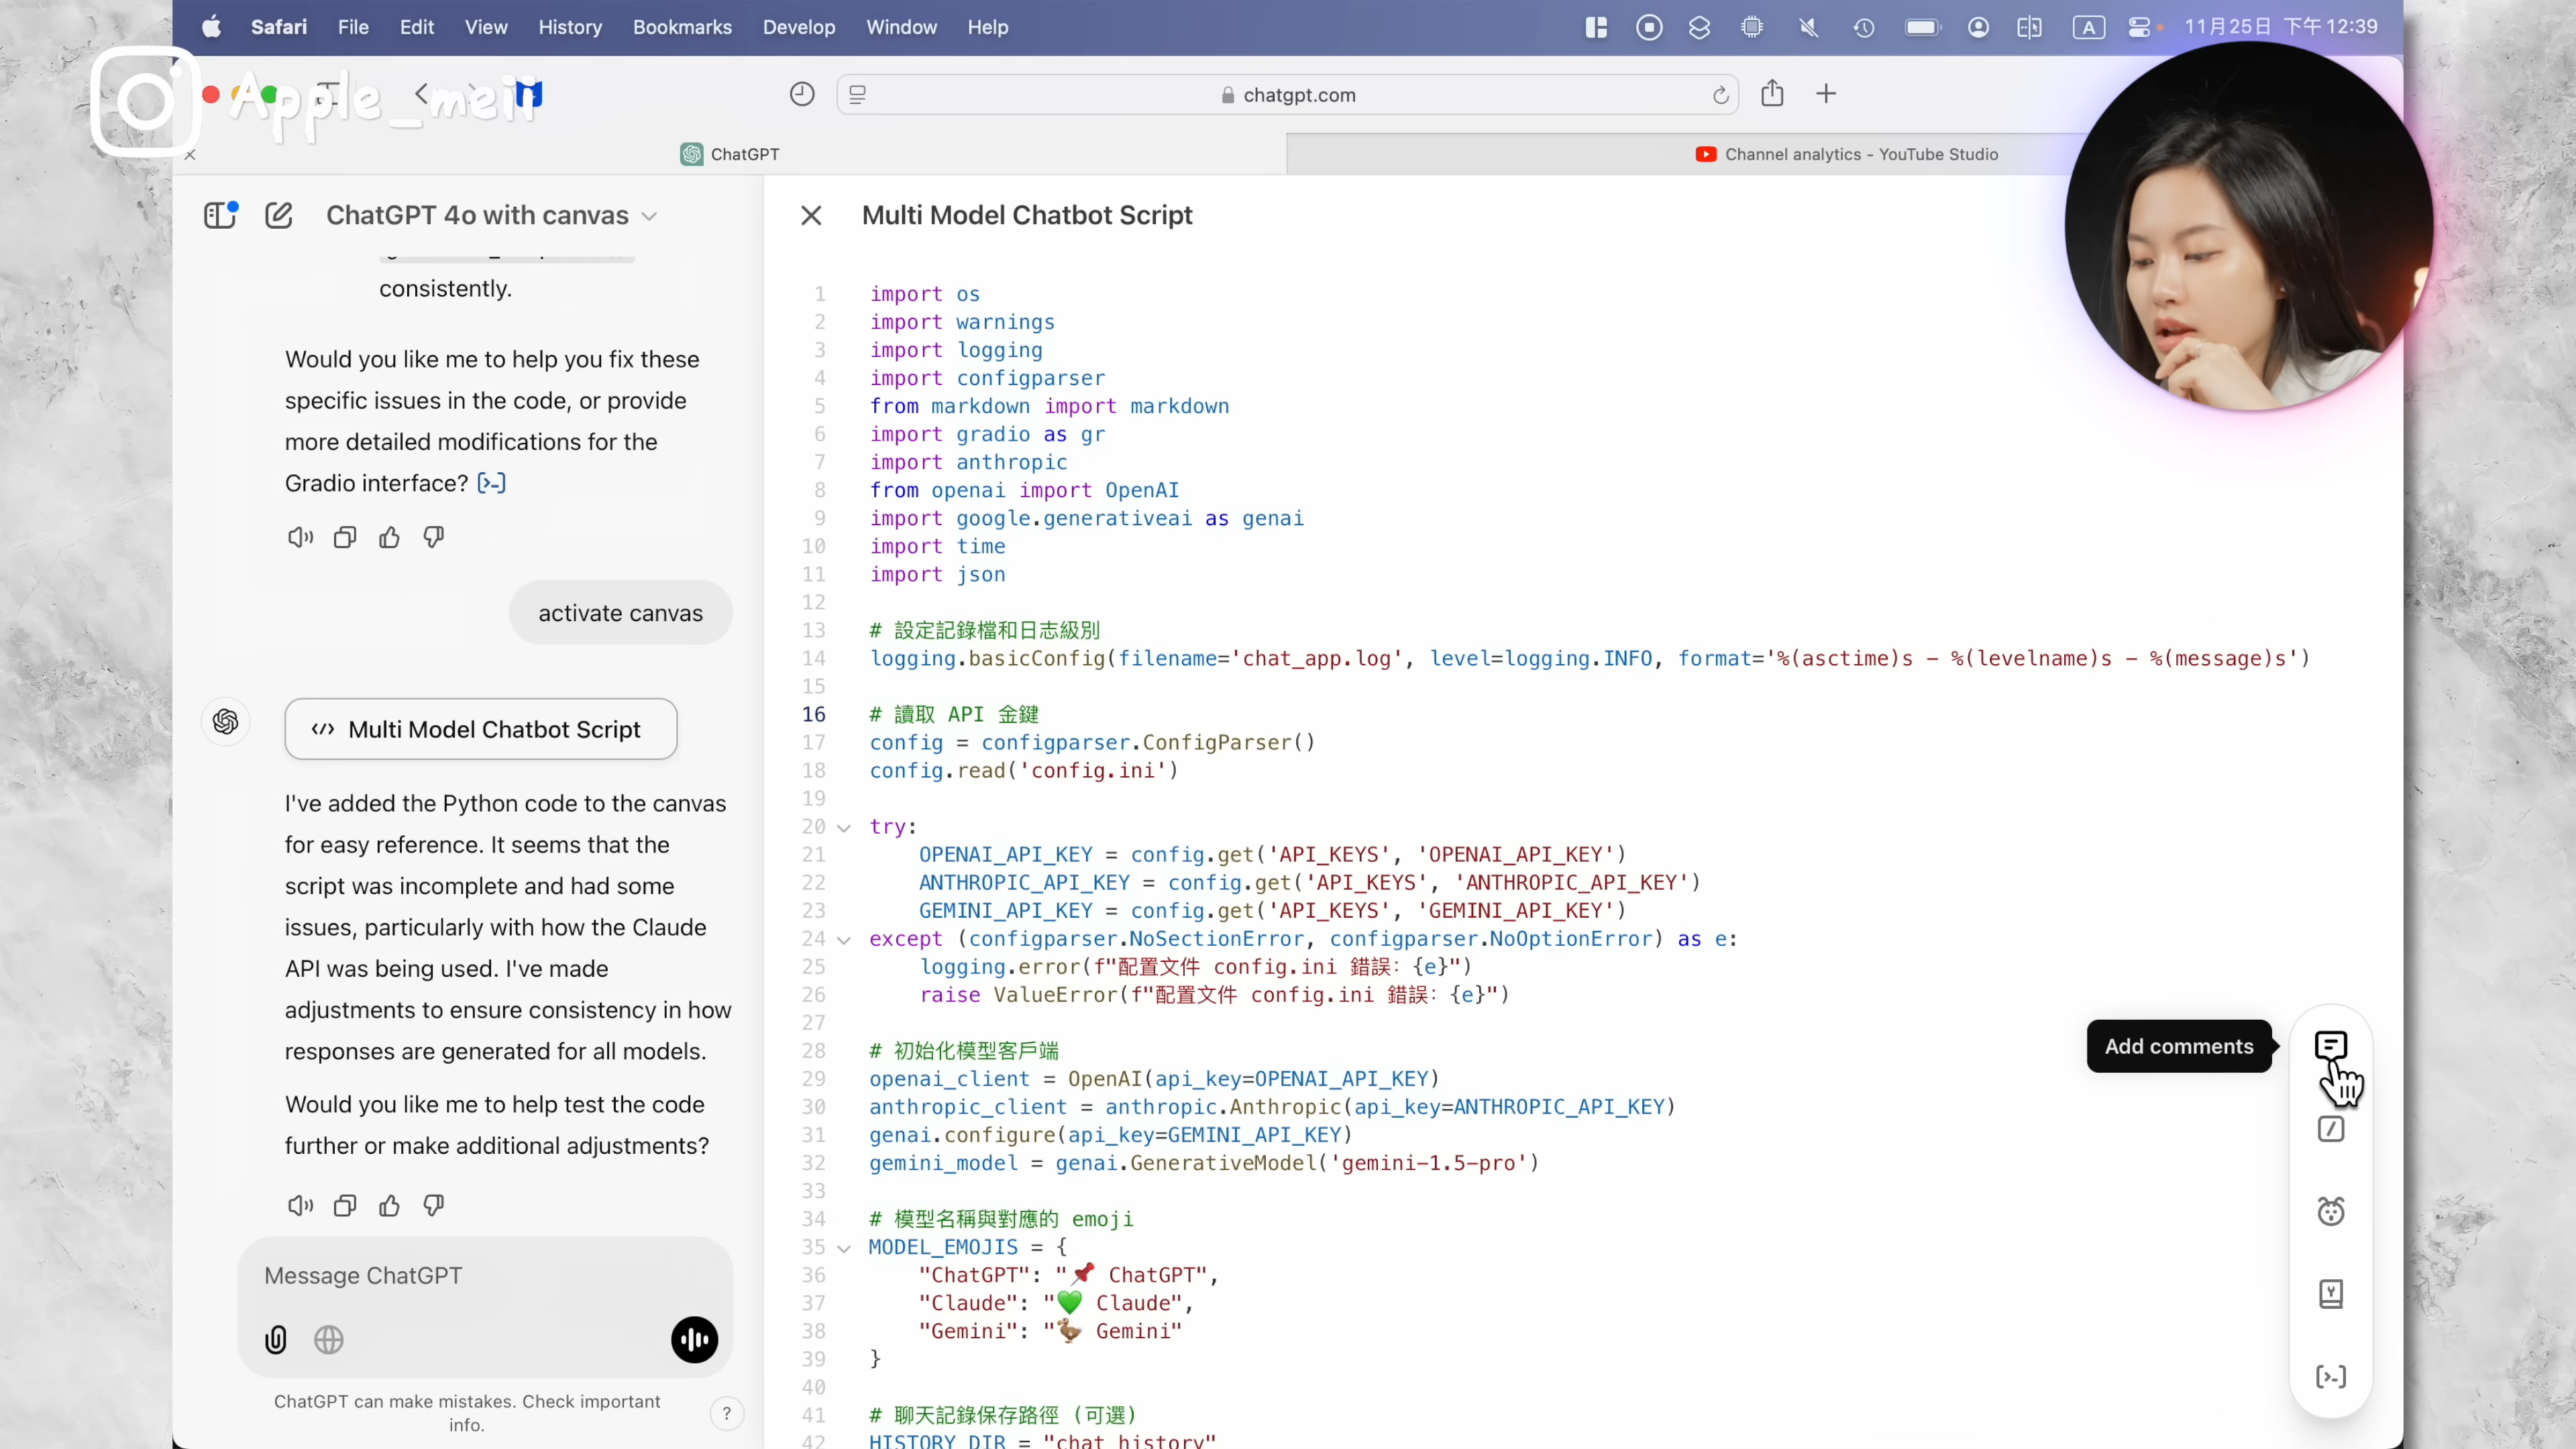 Safari File Edit View History Bookmarks Develop Window Help
A 11月25日 下午 12:39
Apple_meii
chatgpt.com
ChatGPT
Channel analytics - YouTube Studio
ChatGPT 4o with canvas
consistently.
Would you like me to help you fix these
specific issues in the code, or provide
more detailed modifications for the
Gradio interface?
activate canvas
Multi Model Chatbot Script
I've added the Python code to the canvas
for easy reference. It seems that the
script was incomplete and had some
issues, particularly with how the Claude
API was being used. I've made
adjustments to ensure consistency in how
responses are generated for all models.
Would you like me to help test the code
further or make additional adjustments?
Message ChatGPT
ChatGPT can make mistakes. Check important
info.
?
Multi Model Chatbot Script
1 import os
2 import warnings
3 import logging
4 import configparser
5 from markdown import markdown
6 import gradio as gr
7 import anthropic
8 from openai import OpenAI
9 import google.generativeai as genai
10 import time
11 import json
12
13 # 設定記錄檔和日志級別
14 logging.basicConfig(filename='chat_app.log', level=logging.INFO, format='%(asctime)s - %(levelname)s - %(message)s')
15
16 # 讀取 API 金鍵
17 config = configparser.ConfigParser()
18 config.read('config.ini')
19
20 try:
21 OPENAI_API_KEY = config.get('API_KEYS', 'OPENAI_API_KEY')
22 ANTHROPIC_API_KEY = config.get('API_KEYS', 'ANTHROPIC_API_KEY')
23 GEMINI_API_KEY = config.get('API_KEYS', 'GEMINI_API_KEY')
24 except (configparser.NoSectionError, configparser.NoOptionError) as e:
25 logging.error(f"配置文件 config.ini 錯誤: {e}")
26 raise ValueError(f"配置文件 config.ini 錯誤: {e}")
27
28 # 初始化模型客戶端
29 openai_client = OpenAI(api_key=OPENAI_API_KEY)
30 anthropic_client = anthropic.Anthropic(api_key=ANTHROPIC_API_KEY)
31 genai.configure(api_key=GEMINI_API_KEY)
32 gemini_model = genai.GenerativeModel('gemini-1.5-pro')
33
34 # 模型名稱與對應的 emoji
35 MODEL_EMOJIS = {
36 "ChatGPT": "📌 ChatGPT",
37 "Claude": "💚 Claude",
38 "Gemini": "🦆 Gemini"
39 }
40
41 # 聊天記錄保存路徑 (可選)
42 HISTORY_DIR = "chat_history"
Add comments